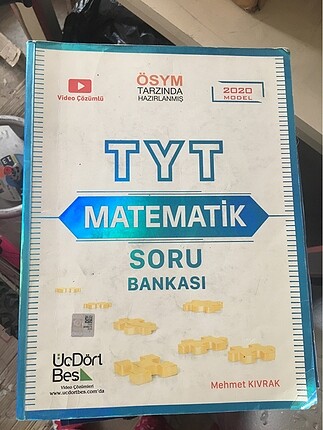 Video Çözümlü
ÖSYM
TARZINDA
HAZIRLANMIŞ
2020
MODEL
TYT
MATEMATİK
SORU
BANKASI
ÜçDört
Beş
Video Çözümleri
www.ucdortbes.com'da
Mehmet KIVRAK